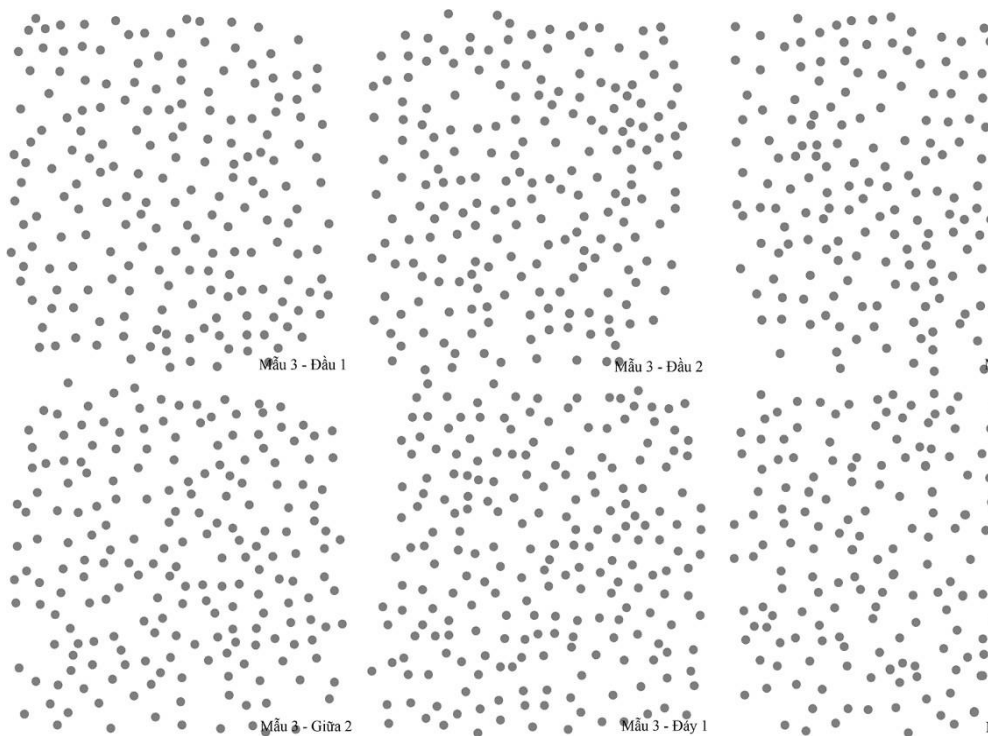 Mẫu 3 - Đầu 1
Mẫu 3 - Đầu 2
Mẫu 3 - Giữa 2
Mẫu 3 - Đáy 1